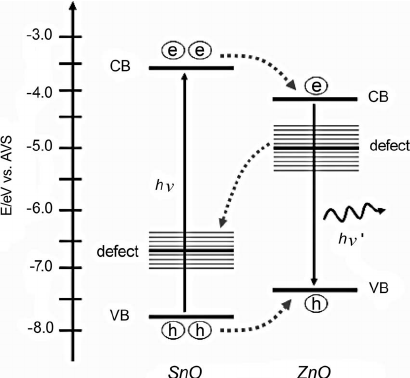 E/eV vs. AVS
-3.0
-4.0
-5.0
-6.0
-7.0
-8.0
CB
e e
e
CB
defect
hν
hν'
defect
VB
VB
h h
h
SnO
ZnO